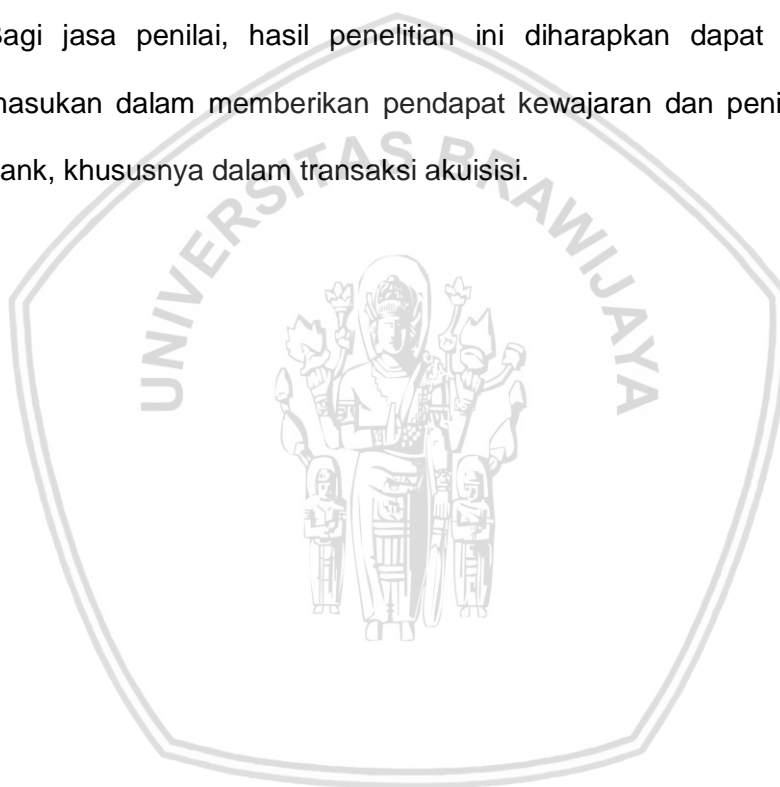 Bagi jasa penilai, hasil penelitian ini diharapkan dapat
masukan dalam memberikan pendapat kewajaran dan peni
ank, khususnya dalam transaksi akuisisi.
UNIVERSITAS BRAWIJAYA